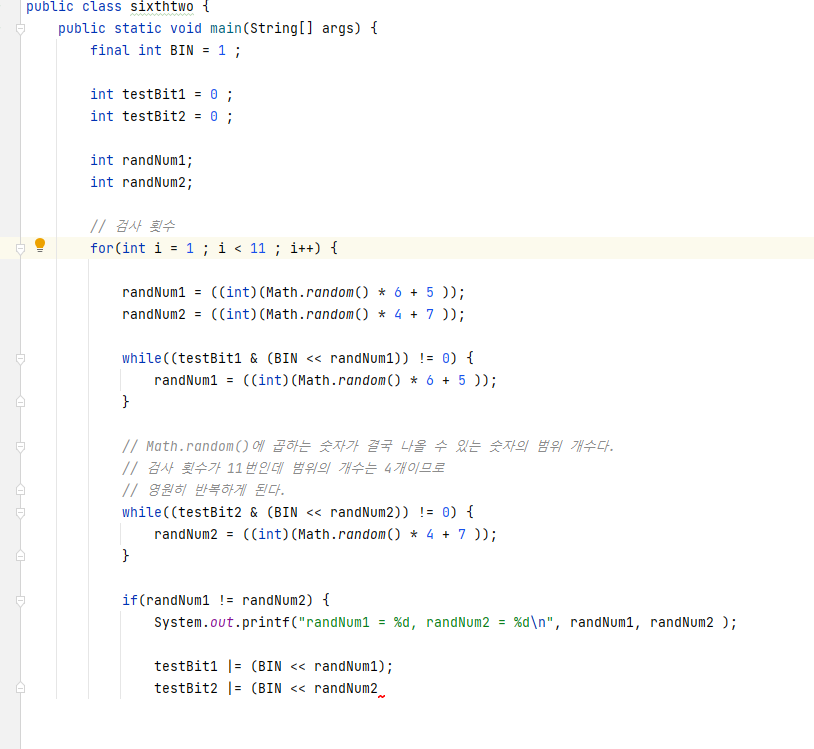 public class sixthtwo {
public static void main(String[] args) {
final int BIN = 1 ;
int testBit1 = 0 ;
int testBit2 = 0 ;
int randNum1;
int randNum2;
// 검사 횟수
for(int i = 1 ; i < 11 ; i++) {
randNum1 = ((int)(Math.random() * 6 + 5 ));
randNum2 = ((int)(Math.random() * 4 + 7 ));
while((testBit1 & (BIN << randNum1)) != 0) {
randNum1 = ((int)(Math.random() * 6 + 5 ));
}
// Math.random()에 곱하는 숫자가 결국 나올 수 있는 숫자의 범위 개수다.
// 검사 횟수가 11번인데 범위의 개수는 4개이므로
// 영원히 반복하게 된다.
while((testBit2 & (BIN << randNum2)) != 0) {
randNum2 = ((int)(Math.random() * 4 + 7 ));
}
if(randNum1 != randNum2) {
System.out.printf("randNum1 = %d, randNum2 = %d\n", randNum1, randNum2 );
testBit1 |= (BIN << randNum1);
testBit2 |= (BIN << randNum2